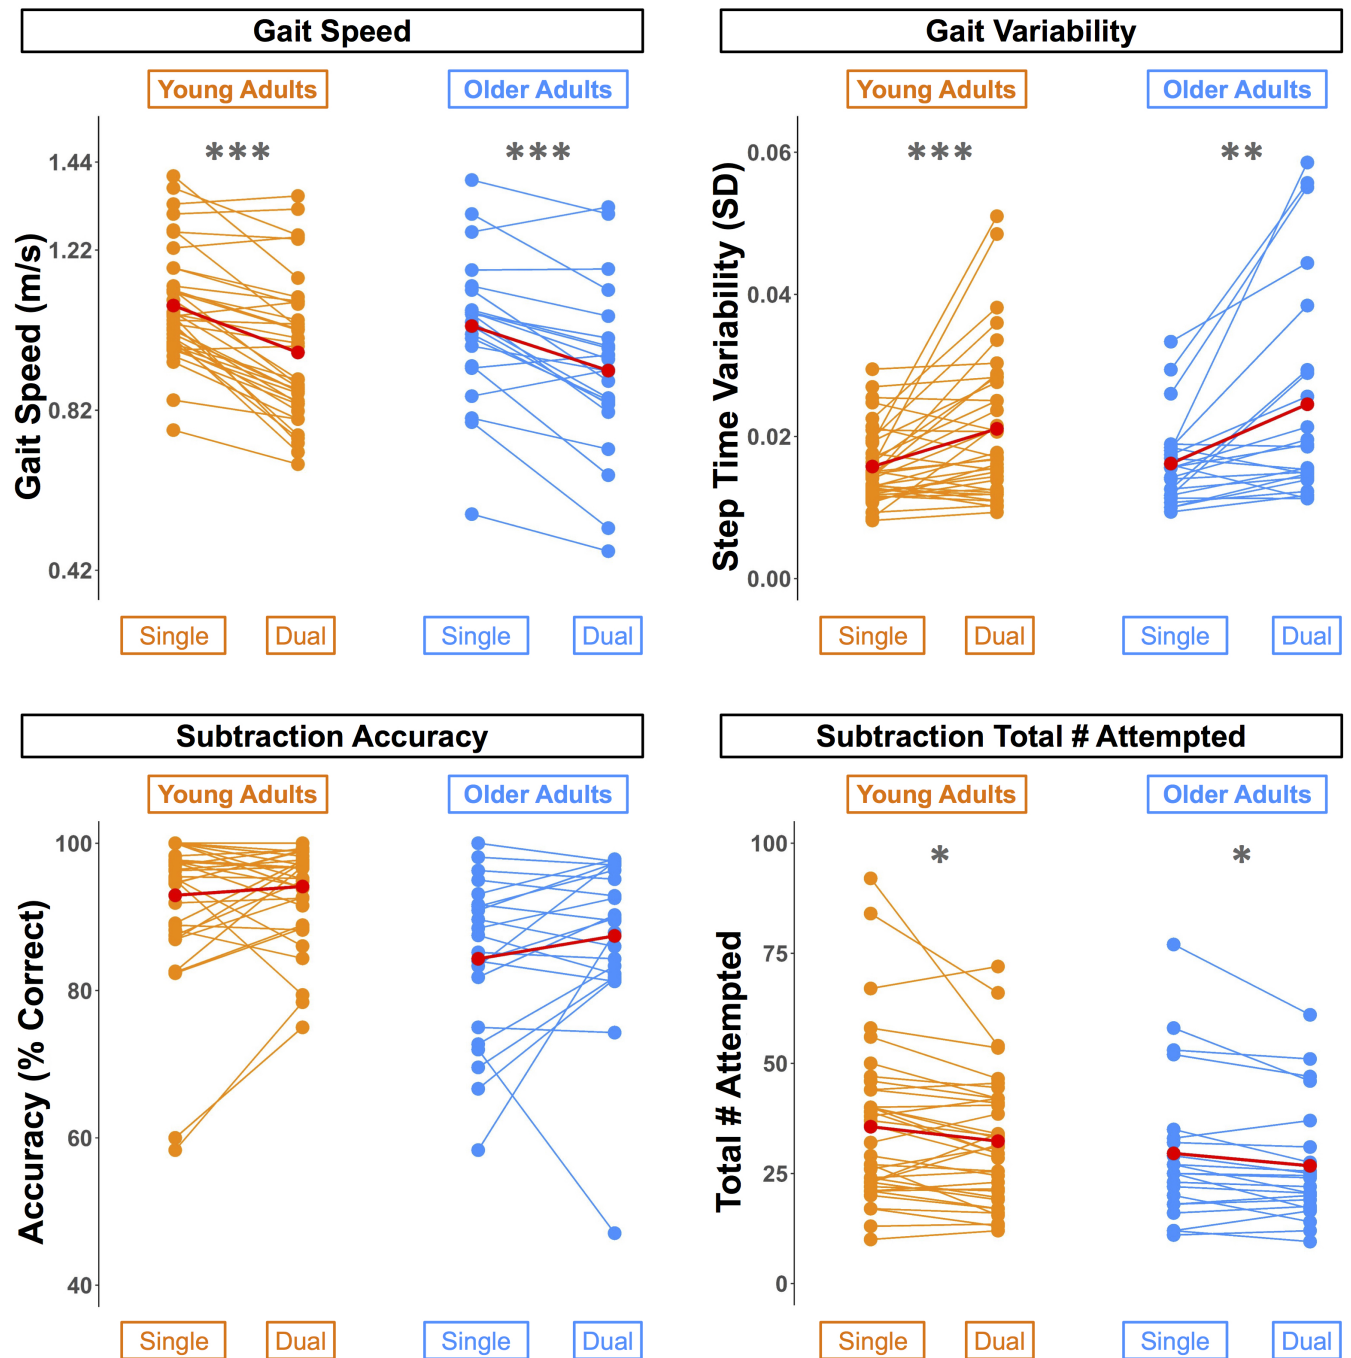 Gait Speed
Young Adults
Older Adults
***
***
1.44
1.22
0.82
0.42
Gait Speed (m/s)
Single
Dual
Single
Dual
Gait Variability
Young Adults
Older Adults
***
**
0.06
0.04
0.02
0.00
Step Time Variability (SD)
Single
Dual
Single
Dual
Subtraction Accuracy
Young Adults
Older Adults
100
80
60
40
Accuracy (% Correct)
Single
Dual
Single
Dual
Subtraction Total # Attempted
Young Adults
Older Adults
*
*
100
75
50
25
0
Total # Attempted
Single
Dual
Single
Dual